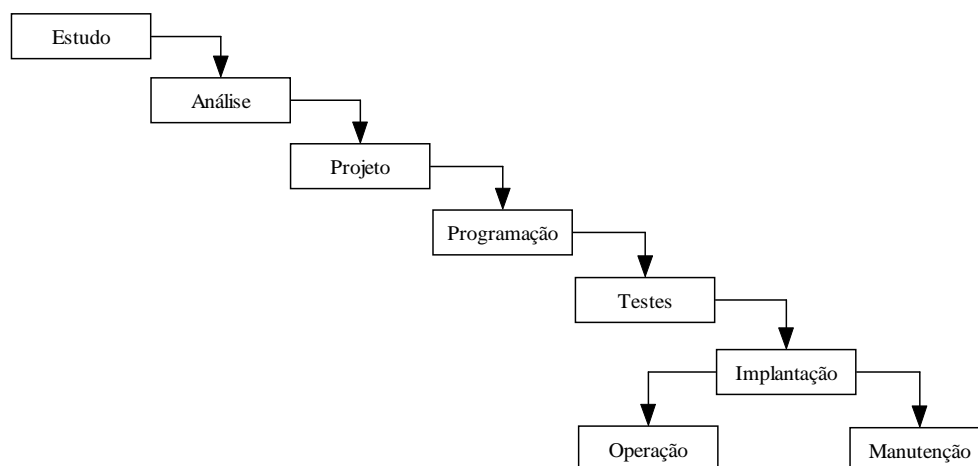 Estudo
Análise
Projeto
Programação
Testes
Implantação
Operação
Manutenção